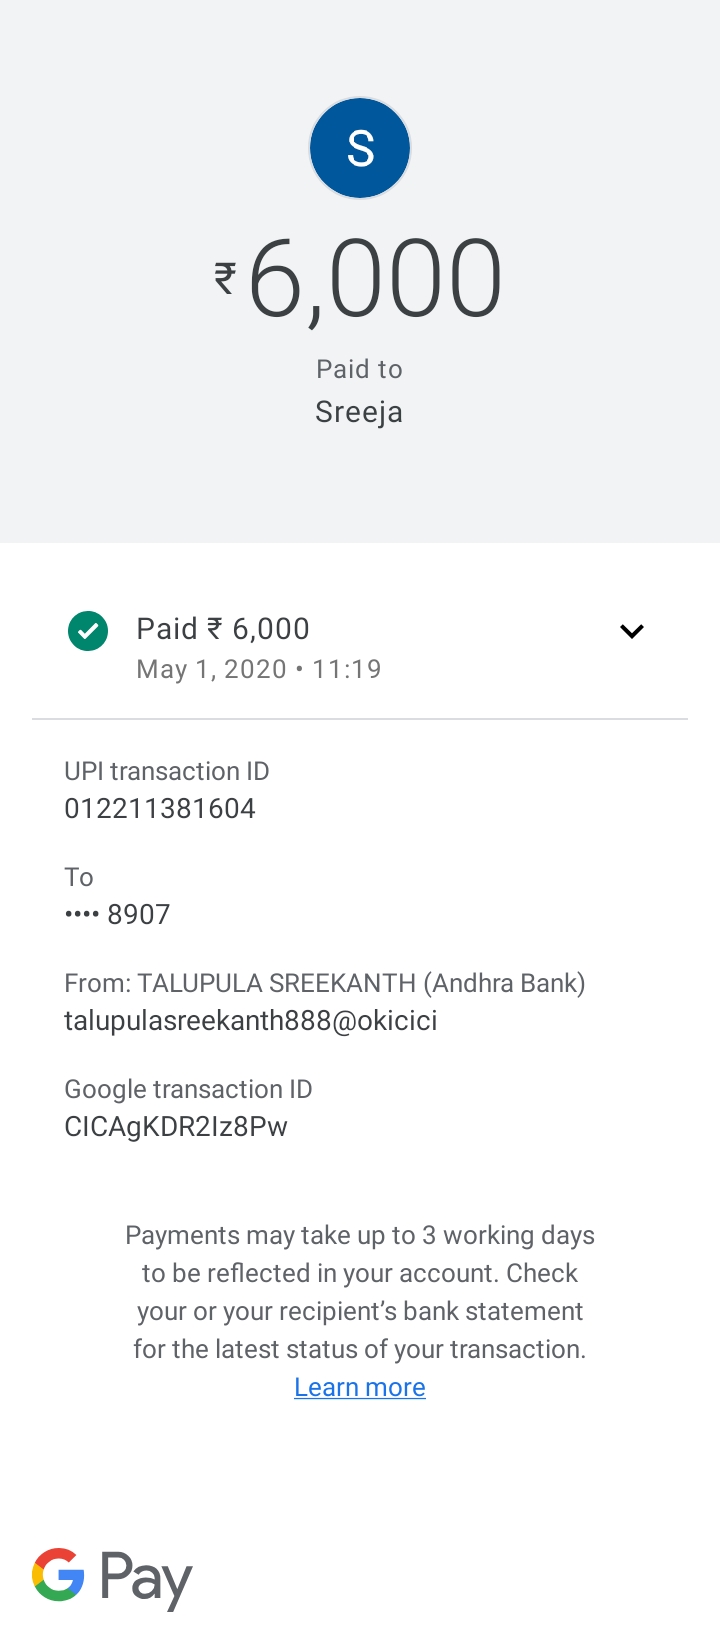 S
₹6,000
Paid to
Sreeja
Paid ₹ 6,000
May 1, 2020 • 11:19
UPI transaction ID
012211381604
To
•••• 8907
From: TALUPULA SREEKANTH (Andhra Bank)
talupulasreekanth888@okicici
Google transaction ID
CICAgKDR2Iz8Pw
Payments may take up to 3 working days
to be reflected in your account. Check
your or your recipient’s bank statement
for the latest status of your transaction.
Learn more
G Pay